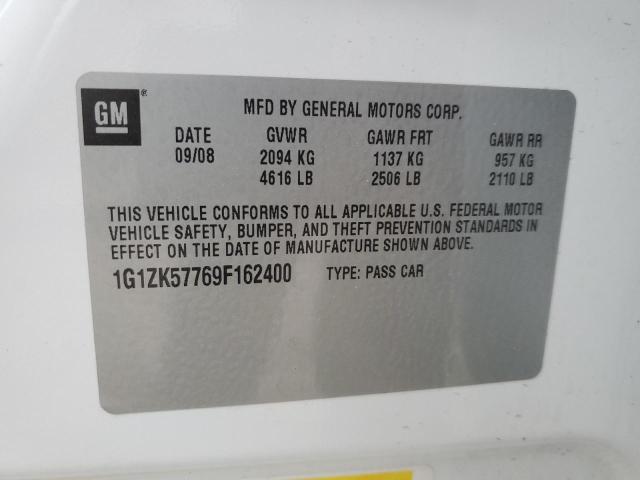 GM®
MFD BY GENERAL MOTORS CORP.
DATE GVWR GAWR FRT GAWR RR
09/08 2094 KG 1137 KG 957 KG
4616 LB 2506 LB 2110 LB
THIS VEHICLE CONFORMS TO ALL APPLICABLE U.S. FEDERAL MOTOR
VEHICLE SAFETY, BUMPER, AND THEFT PREVENTION STANDARDS IN
EFFECT ON THE DATE OF MANUFACTURE SHOWN ABOVE.
1G1ZK57769F162400 TYPE: PASS CAR